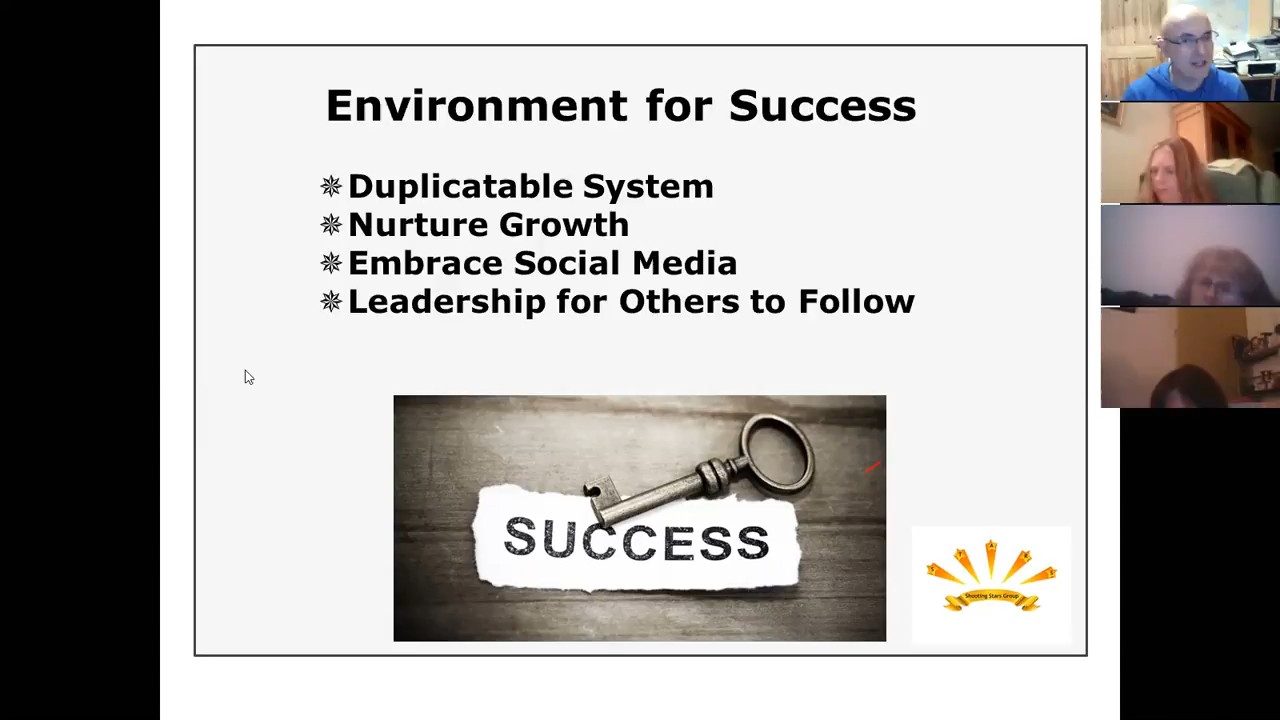 Environment for Success
Duplicatable System
Nurture Growth
Embrace Social Media
Leadership for Others to Follow
SUCCESS
Shooting Stars Group